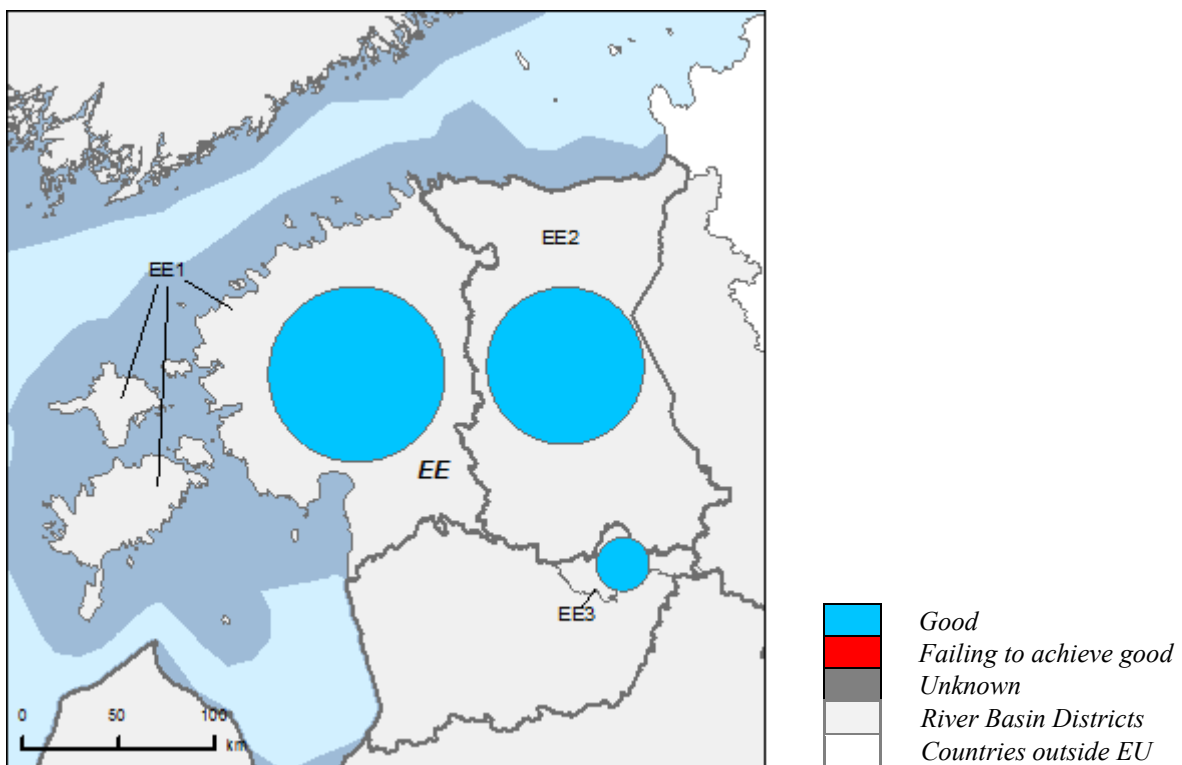 EE2
EE1
EE
EE3
0 50 100
km
Good
Failing to achieve good
Unknown
River Basin Districts
Countries outside EU